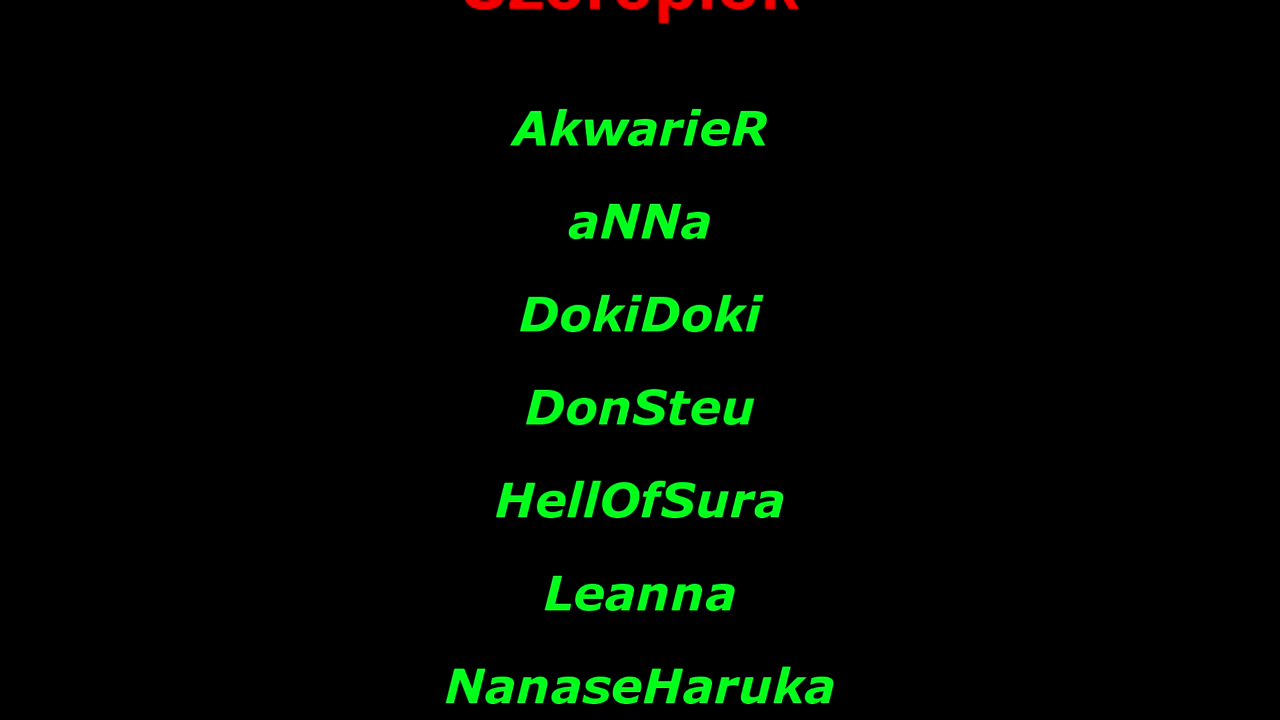 AkwarieR
aNNa
DokiDoki
DonSteu
HellOfSura
Leanna
NanaseHaruka